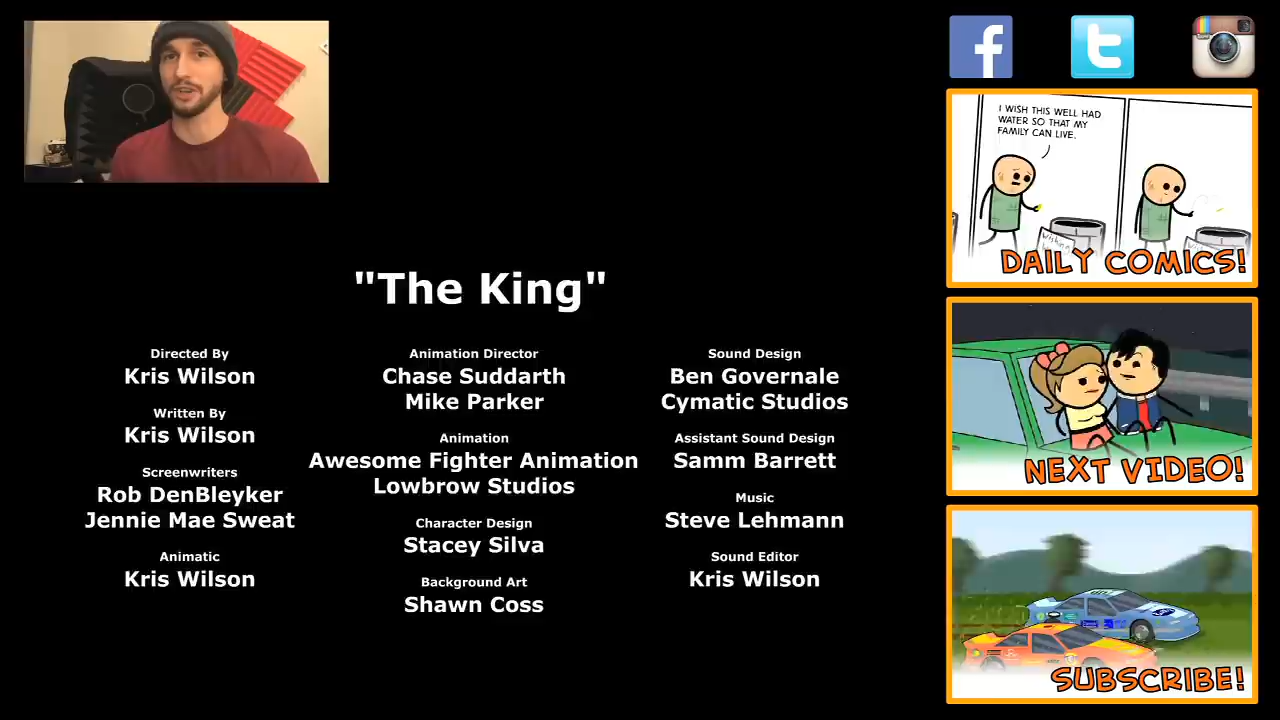 I WISH THIS WELL HAD
WATER SO THAT MY
FAMILY CAN LIVE.
DAILY COMICS!
"The King"
Directed By
Kris Wilson
Written By
Kris Wilson
Screenwriters
Rob DenBleyker
Jennie Mae Sweat
Animatic
Kris Wilson
Animation Director
Chase Suddarth
Mike Parker
Animation
Awesome Fighter Animation
Lowbrow Studios
Character Design
Stacey Silva
Background Art
Shawn Coss
Sound Design
Ben Governale
Cymatic Studios
Assistant Sound Design
Samm Barrett
Music
Steve Lehmann
Sound Editor
Kris Wilson
NEXT VIDEO!
SUBSCRIBE!